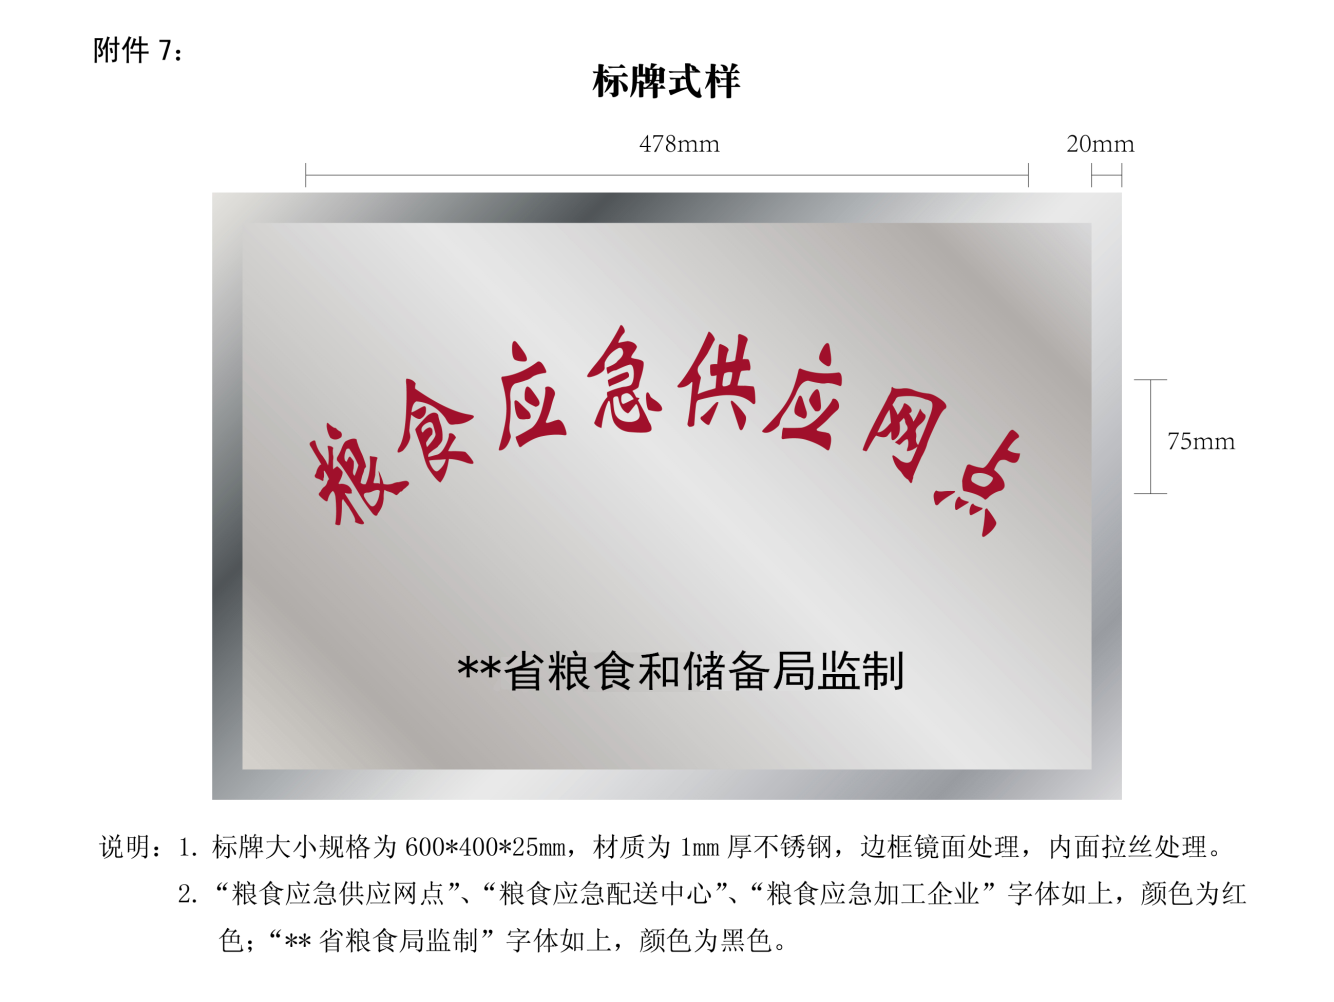 附件 7：
标牌式样
478mm
20mm
粮食应急供应网点
75mm
**省粮食和储备局监制
说明：1. 标牌大小规格为 600*400*25mm，材质为 1mm 厚不锈钢，边框镜面处理，内面拉丝处理。
2. “粮食应急供应网点”、“粮食应急配送中心”、“粮食应急加工企业”字体如上，颜色为红
色；“** 省粮食局监制”字体如上，颜色为黑色。